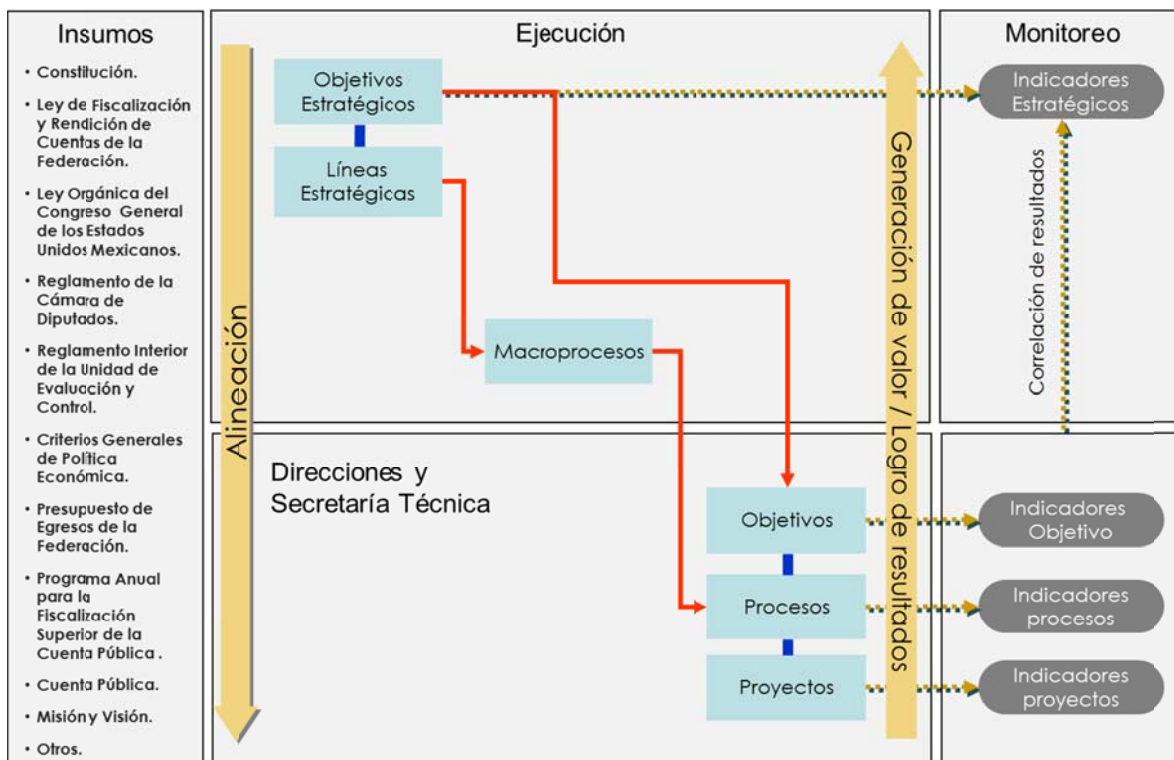 Insumos
• Constitución.
• Ley de Fiscalización
y Rendición de
Cuentas de la
Federación.
• Ley Orgánica del
Congreso General
de los Estados
Unidos Mexicanos.
• Reglamento de la
Cámara de
Diputados.
• Reglamento Interior
de la Unidad de
Evaluación y
Control.
• Criterios Generales
de Política
Económica.
• Presupuesto de
Egresos de la
Federación.
• Programa Anual
para la
Fiscalización
Superior de la
Cuenta Pública.
• Cuenta Pública.
• Misión y Visión.
• Otros.
Alineación
Ejecución
Objetivos
Estratégicos
Líneas
Estratégicas
Macroprocesos
Direcciones y
Secretaría Técnica
Objetivos
Procesos
Proyectos
Generación de valor / Logro de resultados
Monitoreo
Indicadores
Estratégicos
Correlación de resultados
Indicadores
Objetivo
Indicadores
procesos
Indicadores
proyectos